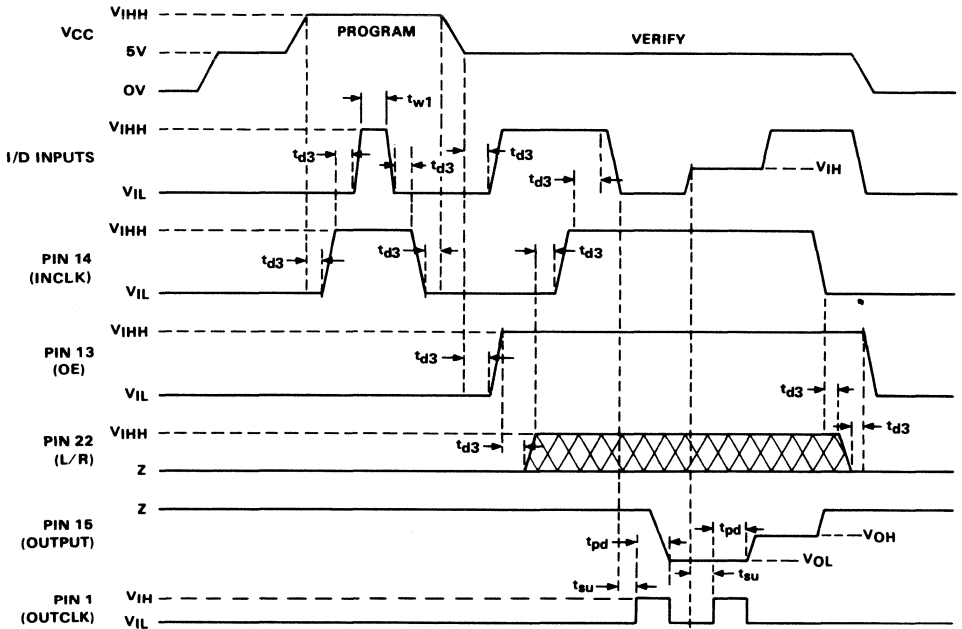 VIHH
VCC
PROGRAM
VERIFY
5V
0V
tw1
VIHH
I/D INPUTS
td3
td3
td3
td3
VIH
VIL
VIHH
PIN 14
(INCLK)
td3
td3
td3
VIL
VIHH
PIN 13
(OE)
td3
td3
VIL
VIHH
PIN 22
(L/R)
td3
td3
Z
Z
PIN 15
(OUTPUT)
tpd
tpd
VOH
VOL
tsu
tsu
PIN 1
(OUTCLK)
VIH
VIL